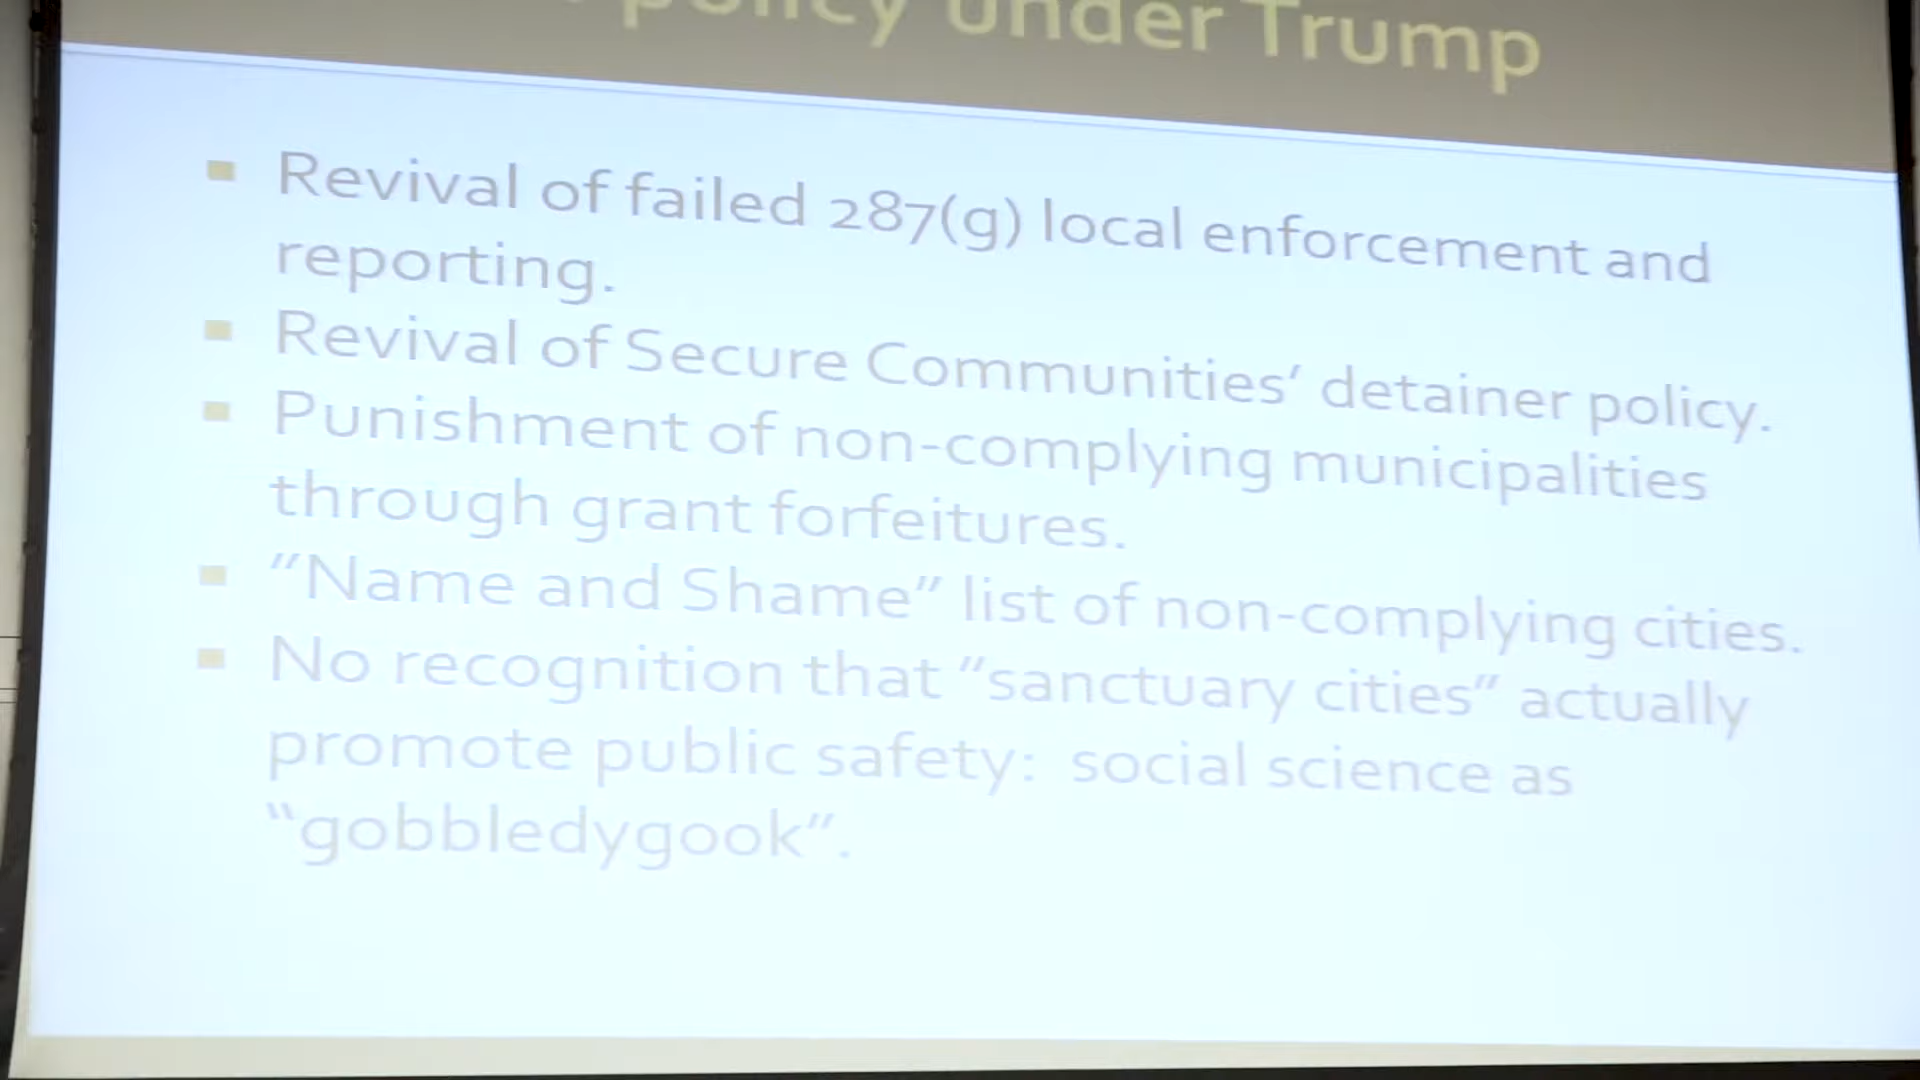 policy under Trump
▪ Revival of failed 287(g) local enforcement and
reporting.
▪ Revival of Secure Communities’ detainer policy.
▪ Punishment of non-complying municipalities
through grant forfeitures.
▪ “Name and Shame” list of non-complying cities.
▪ No recognition that “sanctuary cities” actually
promote public safety: social science as
“gobbledygook”.